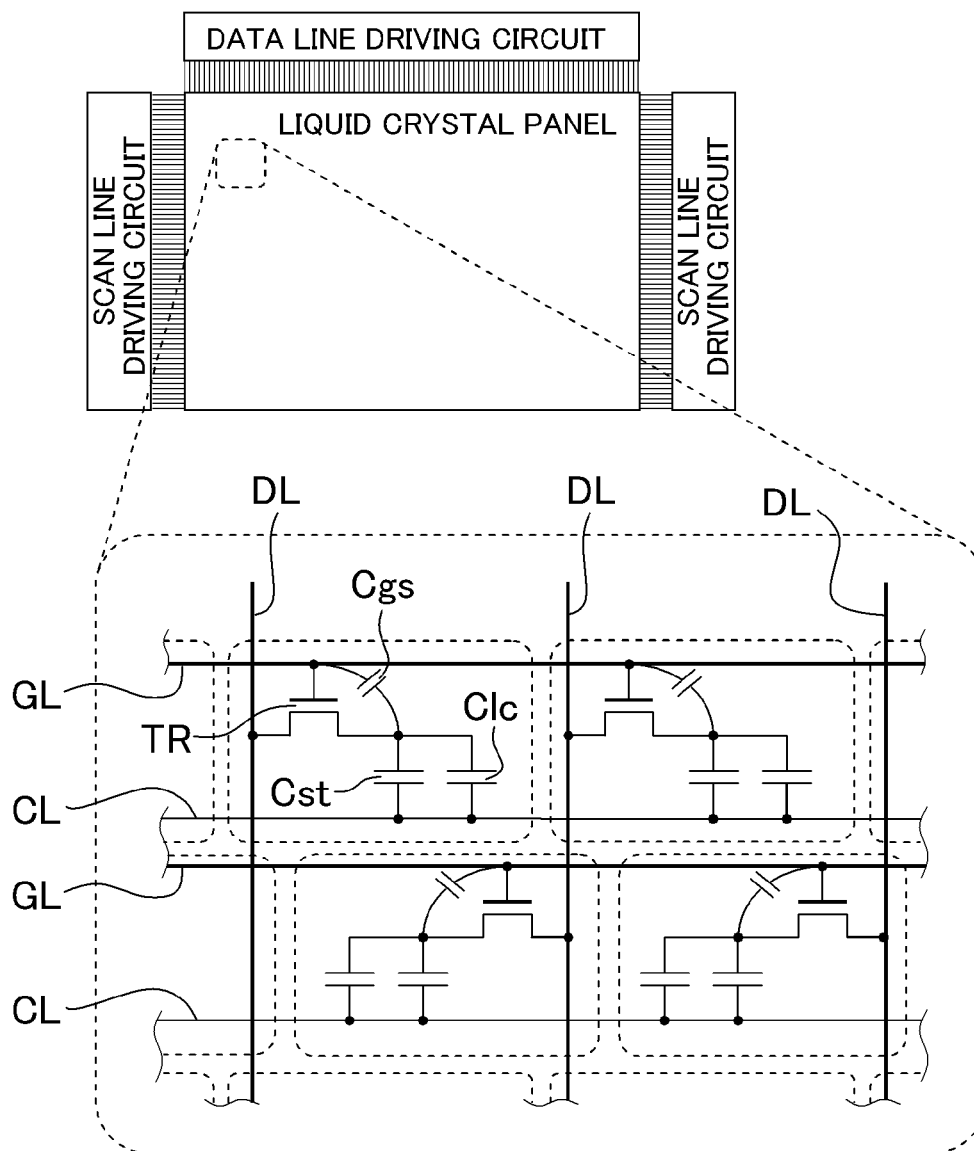 DATA LINE DRIVING CIRCUIT
LIQUID CRYSTAL PANEL
SCAN LINE
DRIVING CIRCUIT
SCAN LINE
DRIVING CIRCUIT
DL
DL
DL
Cgs
GL
TR
Clc
Cst
CL
GL
CL